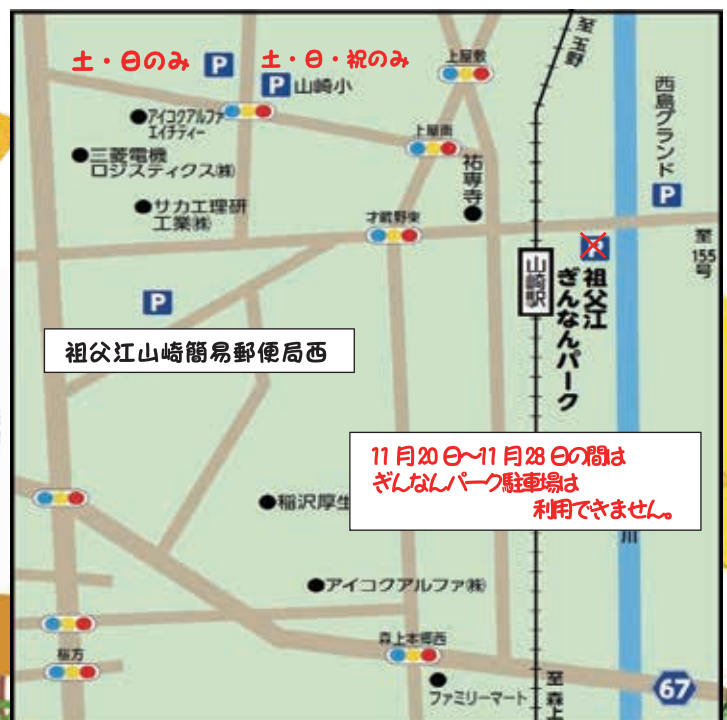 土・日のみ P
土・日・祝のみ
P 山崎小
上屋敷
至玉野
アイコクアルファ
エイチティー
三菱電機
ロジスティクス㈱
サカエ理研
工業㈱
上屋南
祐専寺
西島グランド
P
才蔵野東
至155号
山崎駅
P
祖父江
ぎんなんパーク
P
祖父江山崎簡易郵便局西
11月20日〜11月28日の間は
ぎんなんパーク駐車場は
利用できません。
稲沢厚生
川
アイコクアルファ㈱
森上本郷西
ファミリーマート
至森上
67